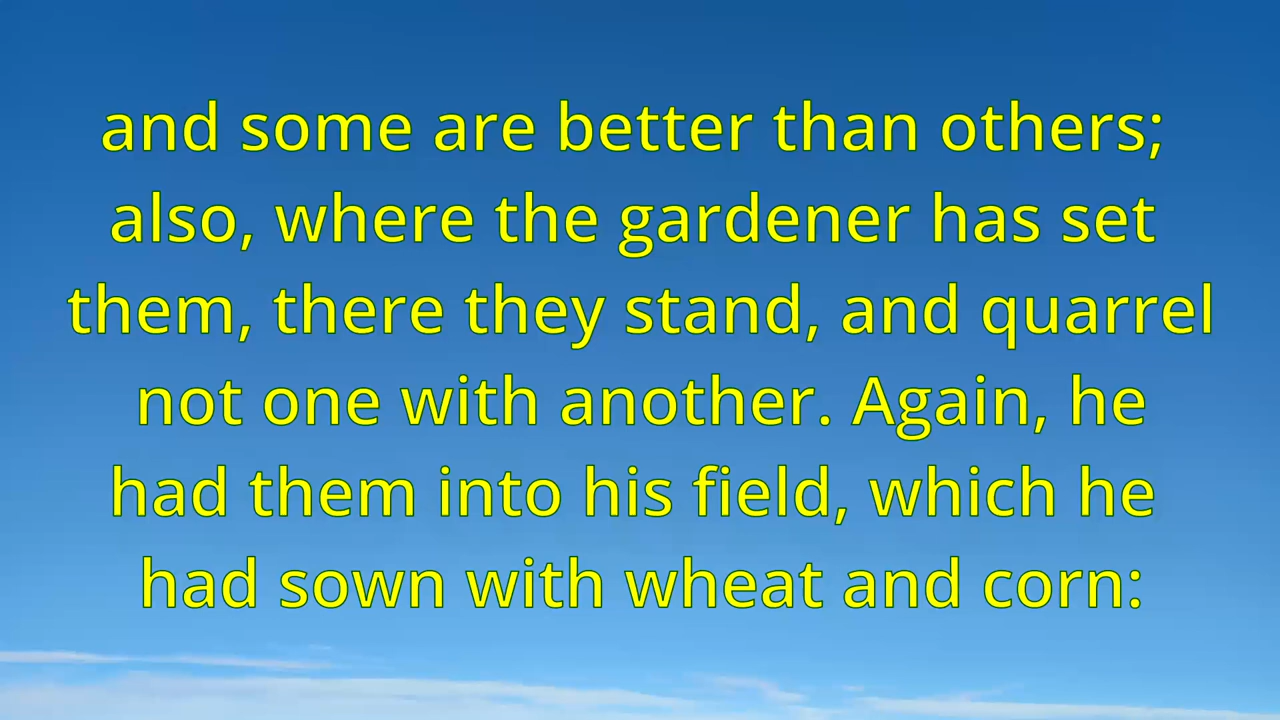 and some are better than others;
also, where the gardener has set
them, there they stand, and quarrel
not one with another. Again, he
had them into his field, which he
had sown with wheat and corn: